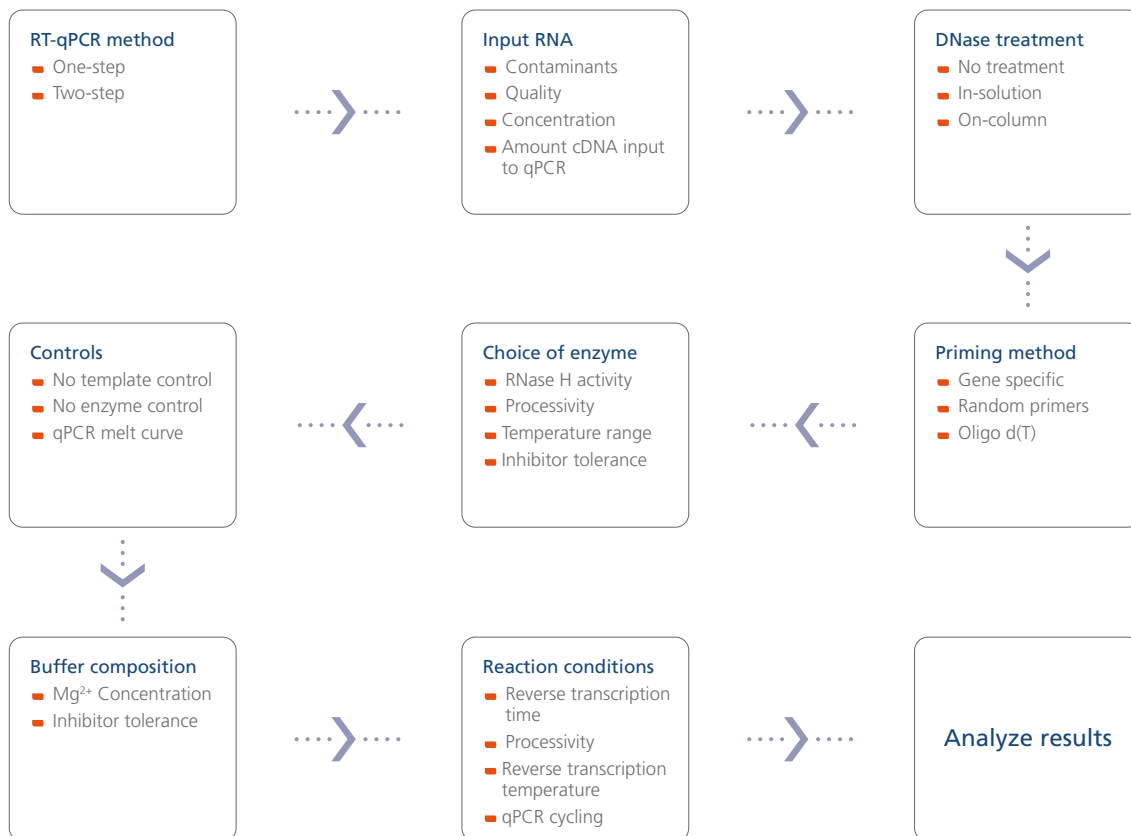 RT-qPCR method
One-step
Two-step
Input RNA
Contaminants
Quality
Concentration
Amount cDNA input
to qPCR
DNase treatment
No treatment
In-solution
On-column
Priming method
Gene specific
Random primers
Oligo d(T)
Choice of enzyme
RNase H activity
Processivity
Temperature range
Inhibitor tolerance
Controls
No template control
No enzyme control
qPCR melt curve
Buffer composition
Mg²⁺ Concentration
Inhibitor tolerance
Reaction conditions
Reverse transcription
time
Processivity
Reverse transcription
temperature
qPCR cycling
Analyze results